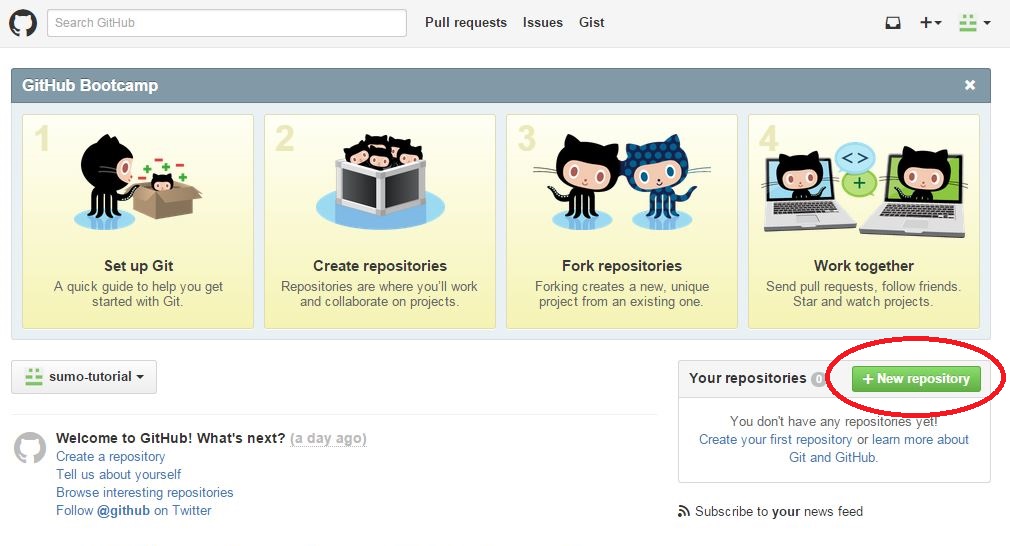 Search GitHub
Pull requests Issues Gist
GitHub Bootcamp
1
Set up Git
A quick guide to help you get
started with Git.
2
Create repositories
Repositories are where you'll work
and collaborate on projects.
3
Fork repositories
Forking creates a new, unique
project from an existing one.
4
<>
+
Work together
Send pull requests, follow friends.
Star and watch projects.
sumo-tutorial
Welcome to GitHub! What's next? (a day ago)
Create a repository
Tell us about yourself
Browse interesting repositories
Follow @github on Twitter
Your repositories 0
+ New repository
You don't have any repositories yet!
Create your first repository or learn more about
Git and GitHub.
Subscribe to your news feed